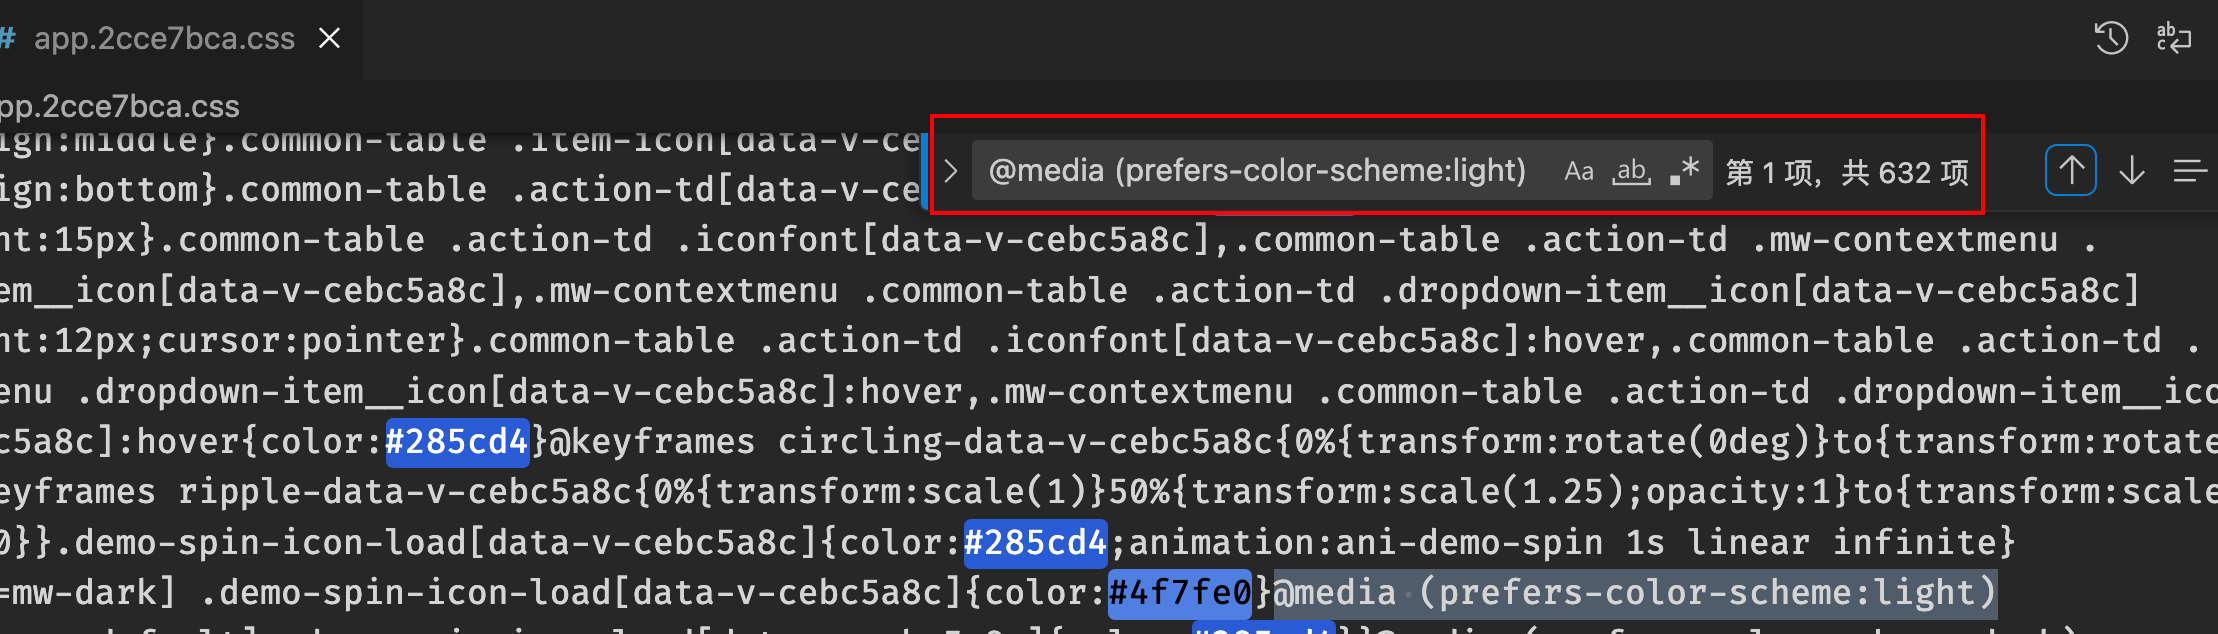 # app.2cce7bca.css
pp.2cce7bca.css
ign:middle}.common-table .item-icon[data-v-ce
@media (prefers-color-scheme:light) Aa ab .* 第 1 项，共 632 项
ign:bottom}.common-table .action-td[data-v-ce
nt:15px}.common-table .action-td .iconfont[data-v-cebc5a8c],.common-table .action-td .mw-contextmenu .
em__icon[data-v-cebc5a8c],.mw-contextmenu .common-table .action-td .dropdown-item__icon[data-v-cebc5a8c]
nt:12px;cursor:pointer}.common-table .action-td .iconfont[data-v-cebc5a8c]:hover,.common-table .action-td .
enu .dropdown-item__icon[data-v-cebc5a8c]:hover,.mw-contextmenu .common-table .action-td .dropdown-item__ico
c5a8c]:hover{color:#285cd4}@keyframes circling-data-v-cebc5a8c{0%{transform:rotate(0deg)}to{transform:rotate
eyframes ripple-data-v-cebc5a8c{0%{transform:scale(1)}50%{transform:scale(1.25);opacity:1}to{transform:scale
0}}.demo-spin-icon-load[data-v-cebc5a8c]{color:#285cd4;animation:ani-demo-spin 1s linear infinite}
=mw-dark] .demo-spin-icon-load[data-v-cebc5a8c]{color:#4f7fe0}@media (prefers-color-scheme:light)